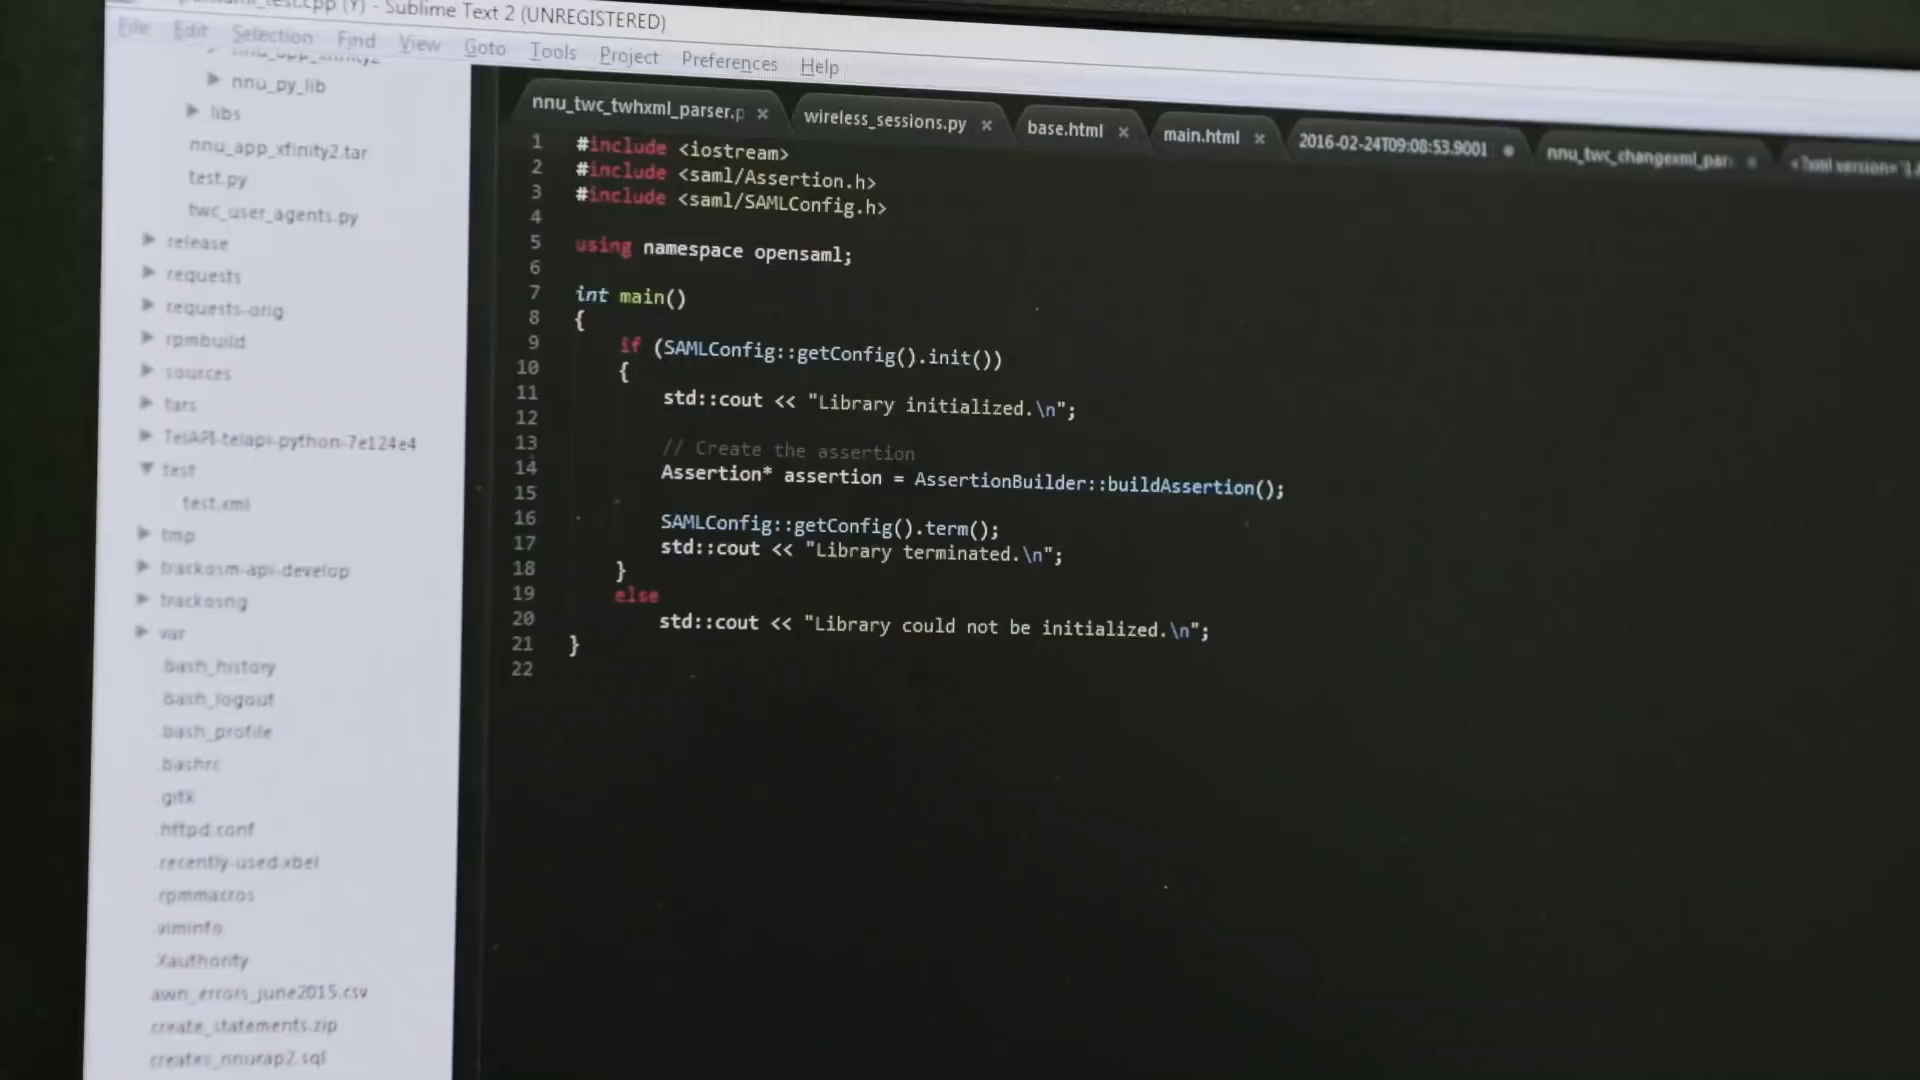 _test.cpp (Y) - Sublime Text 2 (UNREGISTERED)
File Edit Selection Find View Goto Tools Project Preferences Help
nnu_py_lib
libs
nnu_app_xfinity2.tar
test.py
twc_user_agents.py
release
requests
requests-orig
rpmbuild
sources
tars
TelAPI-telapi-python-7e124e4
test
test.xml
tmp
trackosm-api-develop
trackosng
var
.bash_history
.bash_logout
.bash_profile
.bashrc
.gitk
.httpd.conf
.recently-used.xbel
.rpmmacros
.viminfo
.Xauthority
awn_errors_june2015.csv
create_statements.zip
creates_nnurap2.sql
nnu_twc_twhxml_parser.p × wireless_sessions.py × base.html × main.html × 2016-02-24T09:08:53.9001 nnu_twc_changexml_par <?xml version="1.
1 #include <iostream>
2 #include <saml/Assertion.h>
3 #include <saml/SAMLConfig.h>
4
5 using namespace opensaml;
6
7 int main()
8 {
9 if (SAMLConfig::getConfig().init())
10 {
11 std::cout << "Library initialized.\n";
12
13 // Create the assertion
14 Assertion* assertion = AssertionBuilder::buildAssertion();
15
16 SAMLConfig::getConfig().term();
17 std::cout << "Library terminated.\n";
18 }
19 else
20 std::cout << "Library could not be initialized.\n";
21 }
22